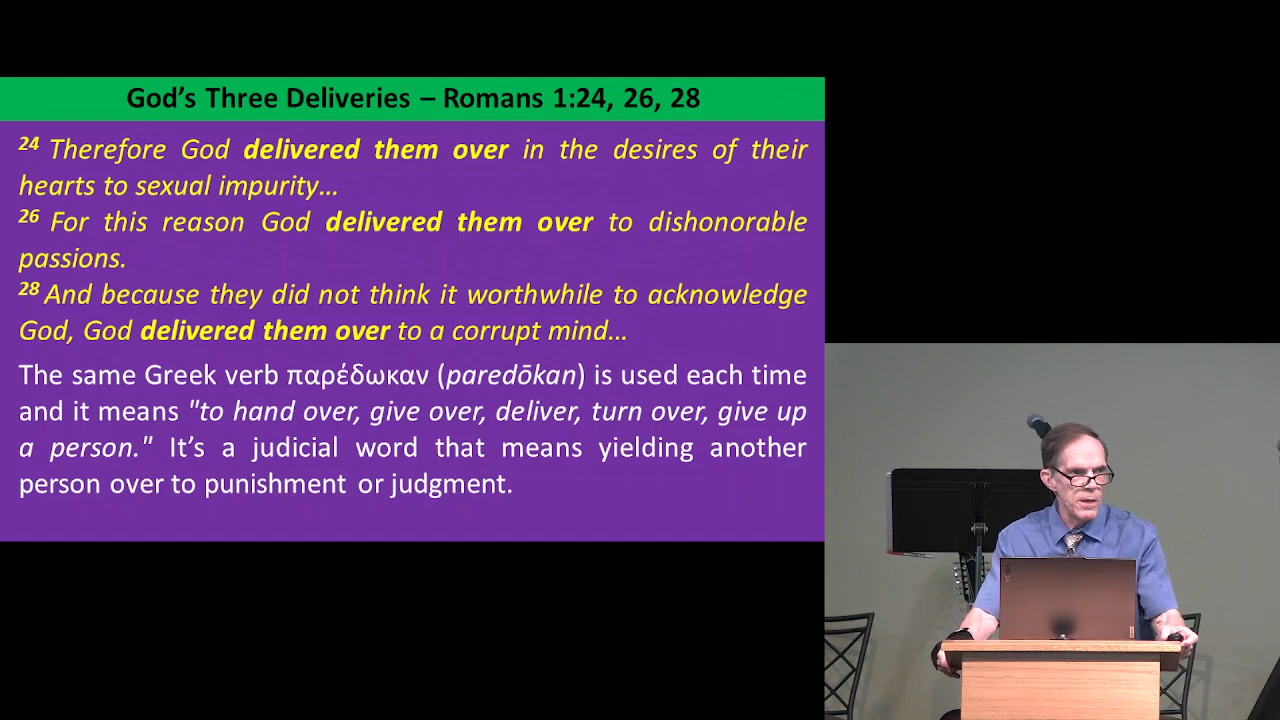 God's Three Deliveries – Romans 1:24, 26, 28
24 Therefore God delivered them over in the desires of their
hearts to sexual impurity…
26 For this reason God delivered them over to dishonorable
passions.
28 And because they did not think it worthwhile to acknowledge
God, God delivered them over to a corrupt mind…
The same Greek verb παρέδωκαν (paredōkan) is used each time
and it means "to hand over, give over, deliver, turn over, give up
a person." It's a judicial word that means yielding another
person over to punishment or judgment.